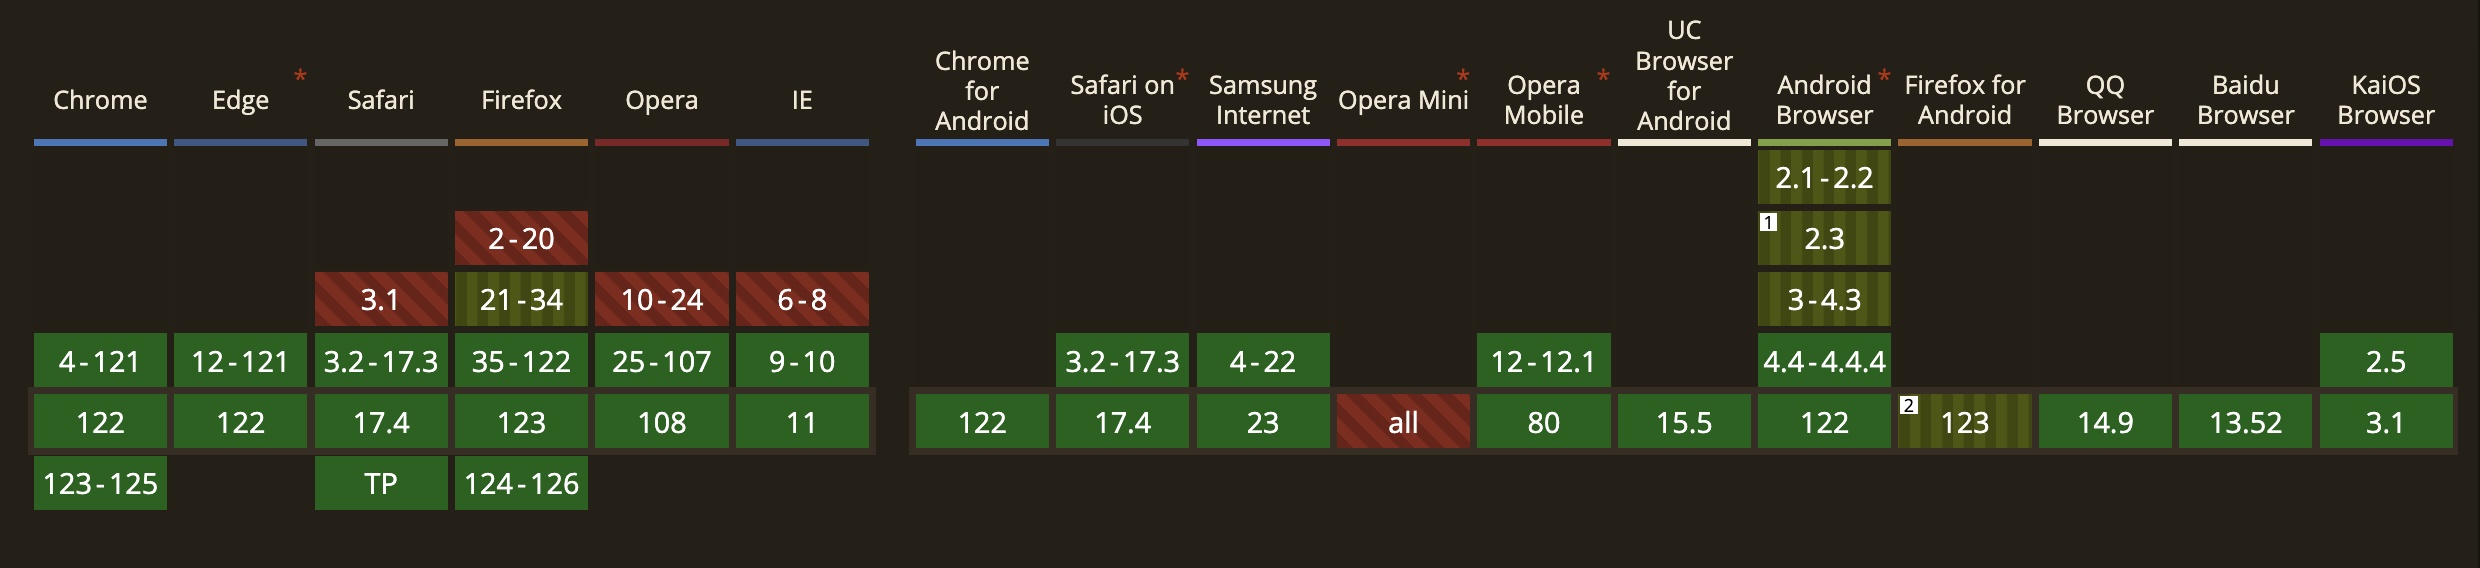 Chrome
Edge *
Safari
Firefox
Opera
IE
Chrome
for
Android
Safari on *
iOS
Samsung
Internet
Opera Mini *
Opera *
Mobile
UC
Browser
for
Android
Android *
Browser
Firefox for
Android
QQ
Browser
Baidu
Browser
KaiOS
Browser
2.1-2.2
2-20
1 2.3
3.1
21-34
10-24
6-8
3-4.3
4-121
12-121
3.2-17.3
35-122
25-107
9-10
3.2-17.3
4-22
12-12.1
4.4-4.4.4
2.5
122
122
17.4
123
108
11
122
17.4
23
all
80
15.5
122
2 123
14.9
13.52
3.1
123-125
TP
124-126